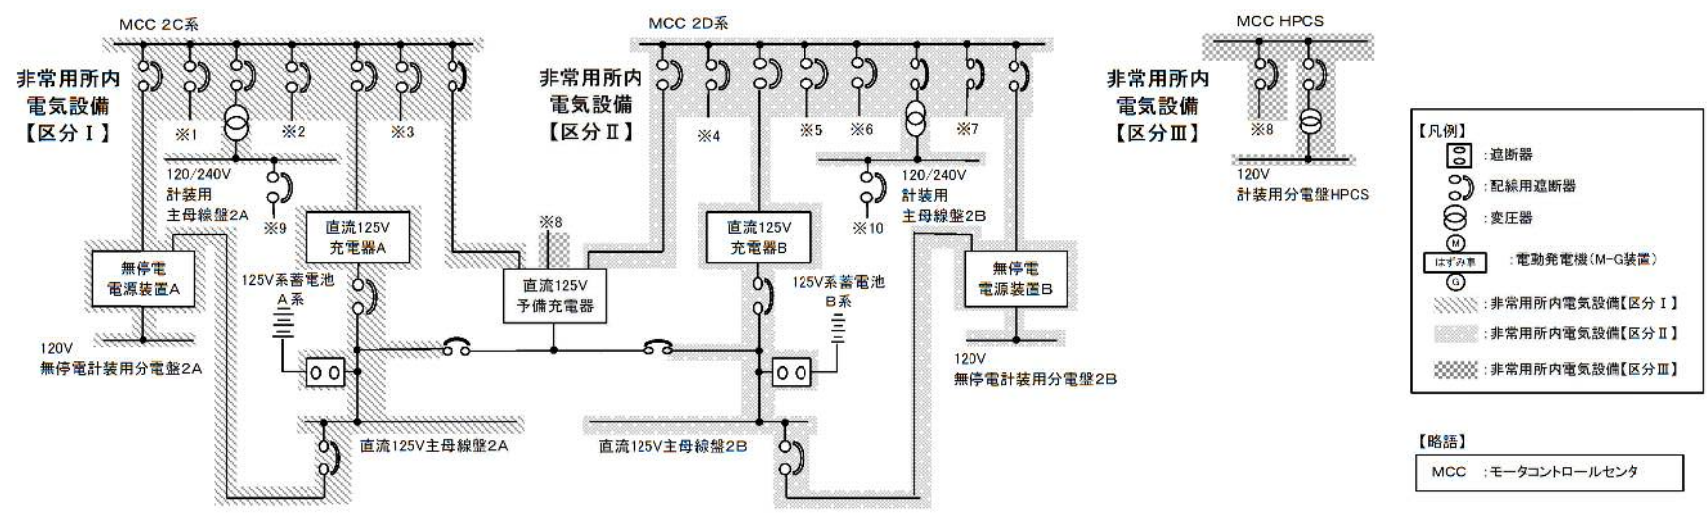 MCC 2C系
MCC 2D系
MCC HPCS
非常用所内
電気設備
【区分Ⅰ】
非常用所内
電気設備
【区分Ⅱ】
非常用所内
電気設備
【区分Ⅲ】
※1
※2
※3
※4
※5
※6
※7
※8
120/240V
計装用
主母線盤2A
※9
120/240V
計装用
主母線盤2B
※10
120V
計装用分電盤HPCS
直流125V
充電器A
※8
直流125V
充電器B
無停電
電源装置A
125V系蓄電池
A系
直流125V
予備充電器
125V系蓄電池
B系
無停電
電源装置B
120V
無停電計装用分電盤2A
120V
無停電計装用分電盤2B
直流125V主母線盤2A
直流125V主母線盤2B
【凡例】
:遮断器
:配線用遮断器
:変圧器
M
はずみ車
G
:電動発電機(M-G装置)
:非常用所内電気設備【区分Ⅰ】
:非常用所内電気設備【区分Ⅱ】
:非常用所内電気設備【区分Ⅲ】
【略語】
MCC :モータコントロールセンタ